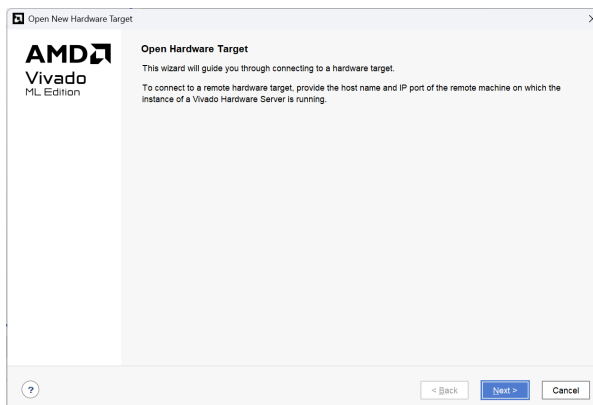 Open New Hardware Target
AMD
Vivado
ML Edition
Open Hardware Target
This wizard will guide you through connecting to a hardware target.
To connect to a remote hardware target, provide the host name and IP port of the remote machine on which the
instance of a Vivado Hardware Server is running.
?
< Back
Next >
Cancel